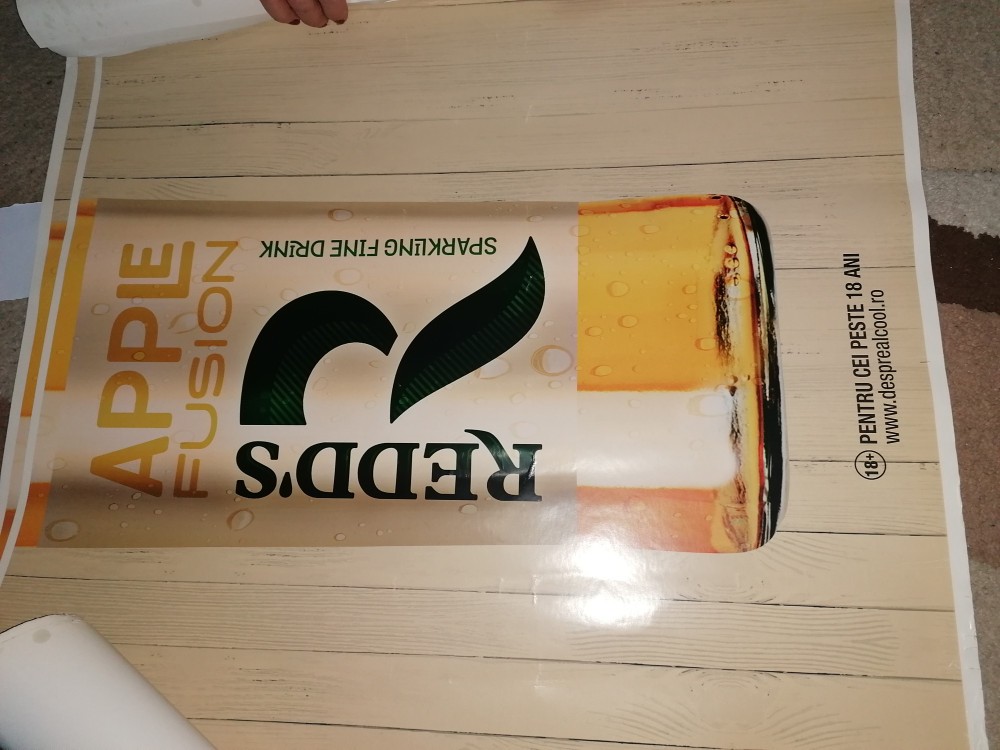 REDD'S
SPARKLING FINE DRINK
APPLE
FUSION
18+ PENTRU CEI PESTE 18 ANI
www.desprealcool.ro